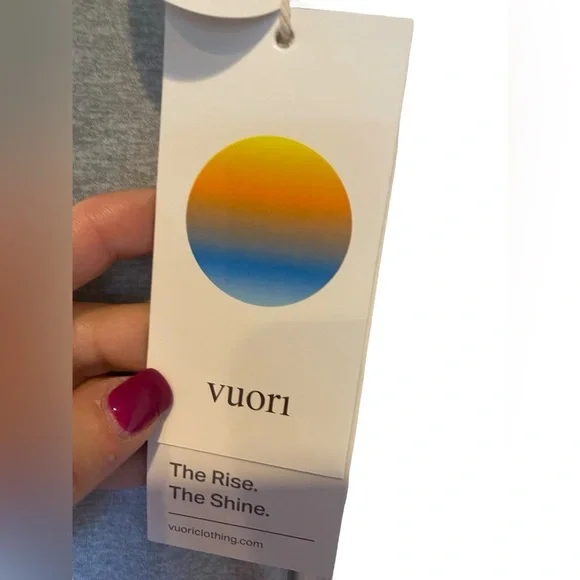 vuori
The Rise.
The Shine.
vuoriclothing.com